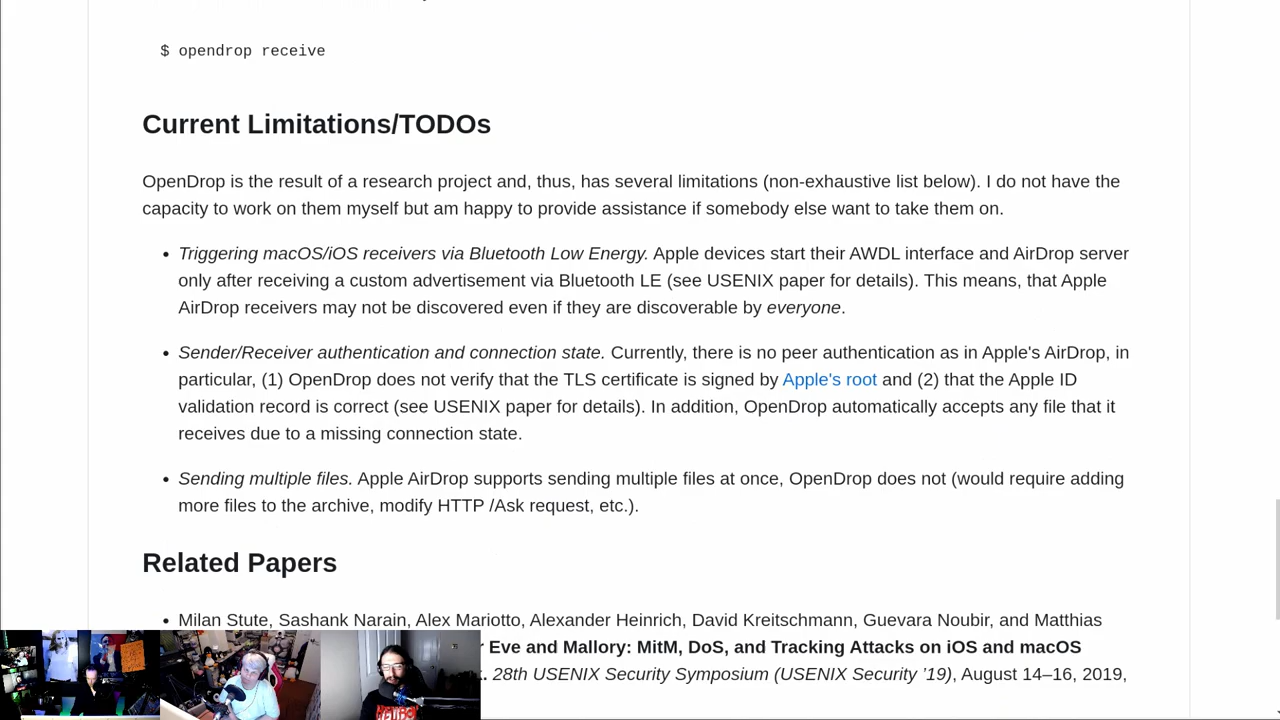 $ opendrop receive
Current Limitations/TODOs
OpenDrop is the result of a research project and, thus, has several limitations (non-exhaustive list below). I do not have the
capacity to work on them myself but am happy to provide assistance if somebody else want to take them on.
• Triggering macOS/iOS receivers via Bluetooth Low Energy. Apple devices start their AWDL interface and AirDrop server
only after receiving a custom advertisement via Bluetooth LE (see USENIX paper for details). This means, that Apple
AirDrop receivers may not be discovered even if they are discoverable by everyone.
• Sender/Receiver authentication and connection state. Currently, there is no peer authentication as in Apple's AirDrop, in
particular, (1) OpenDrop does not verify that the TLS certificate is signed by Apple's root and (2) that the Apple ID
validation record is correct (see USENIX paper for details). In addition, OpenDrop automatically accepts any file that it
receives due to a missing connection state.
• Sending multiple files. Apple AirDrop supports sending multiple files at once, OpenDrop does not (would require adding
more files to the archive, modify HTTP /Ask request, etc.).
Related Papers
• Milan Stute, Sashank Narain, Alex Mariotto, Alexander Heinrich, David Kreitschmann, Guevara Noubir, and Matthias
Eve and Mallory: MitM, DoS, and Tracking Attacks on iOS and macOS
28th USENIX Security Symposium (USENIX Security ’19), August 14–16, 2019,